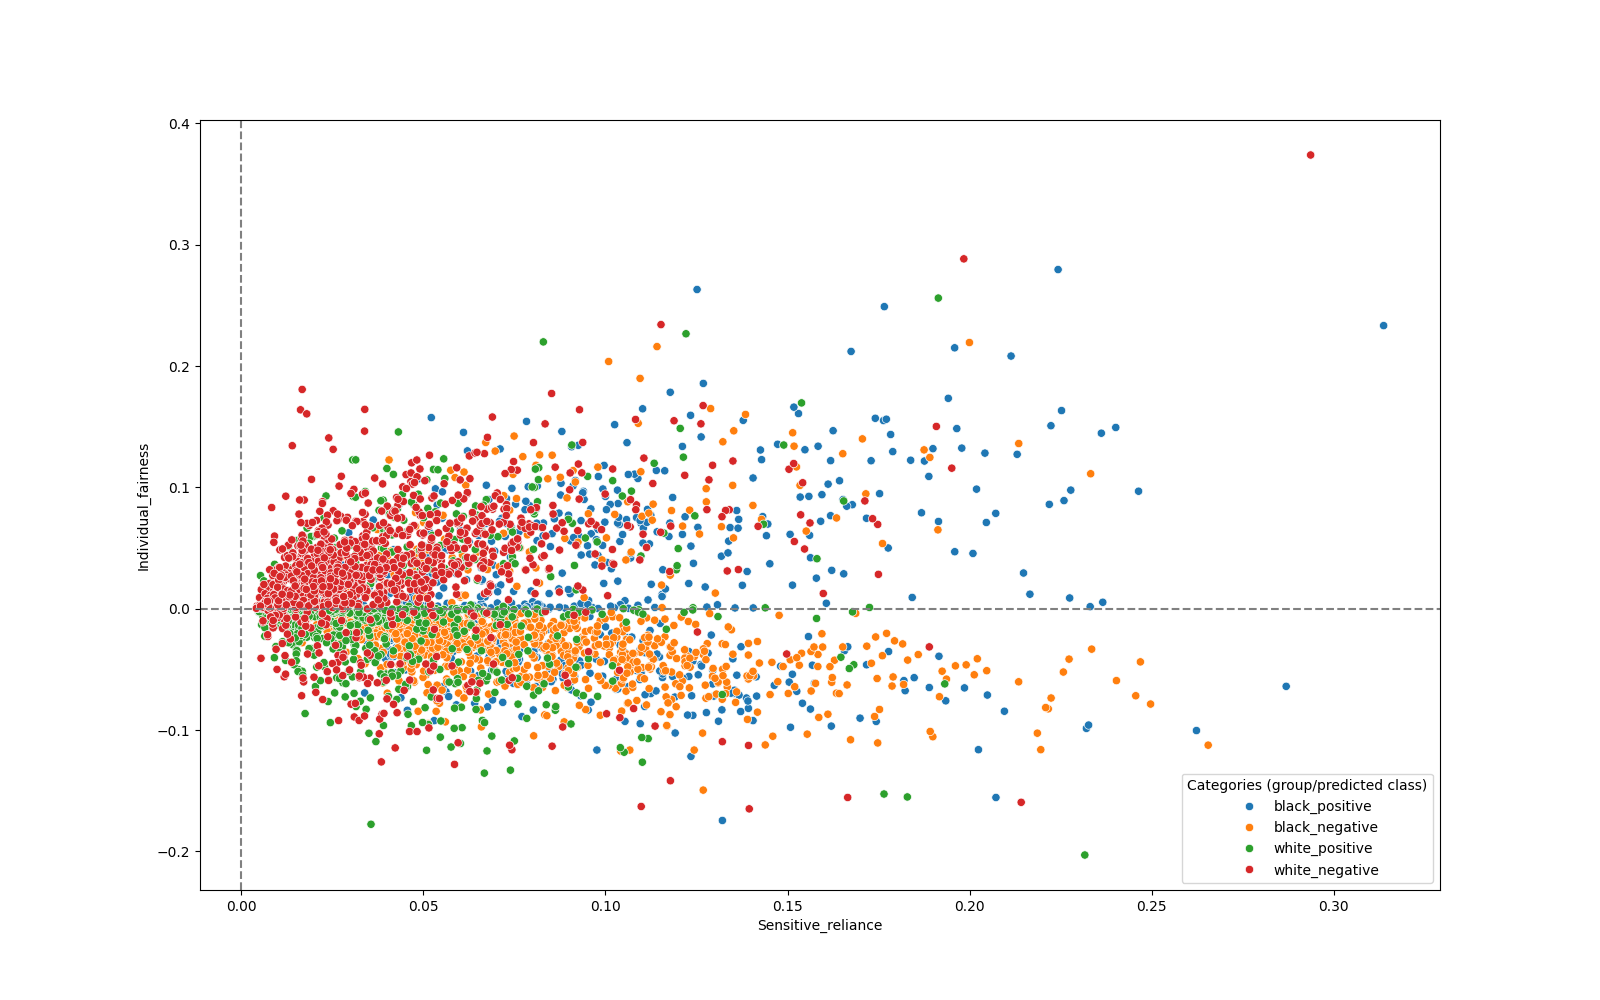 0.4
0.3
0.2
0.1
0.0
−0.1
−0.2
Individual_fairness
0.00 0.05 0.10 0.15 0.20 0.25 0.30
Sensitive_reliance
Categories (group/predicted class)
black_positive
black_negative
white_positive
white_negative